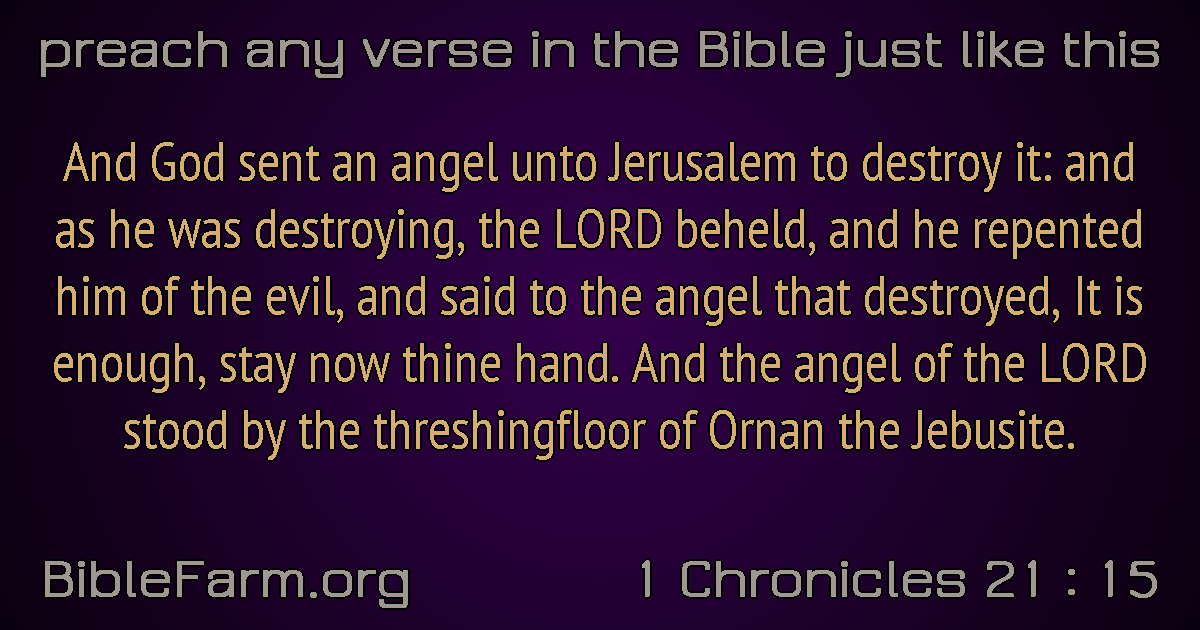 preach any verse in the Bible just like this
And God sent an angel unto Jerusalem to destroy it: and
as he was destroying, the LORD beheld, and he repented
him of the evil, and said to the angel that destroyed, It is
enough, stay now thine hand. And the angel of the LORD
stood by the threshingfloor of Ornan the Jebusite.
BibleFarm.org
1 Chronicles 21 : 15